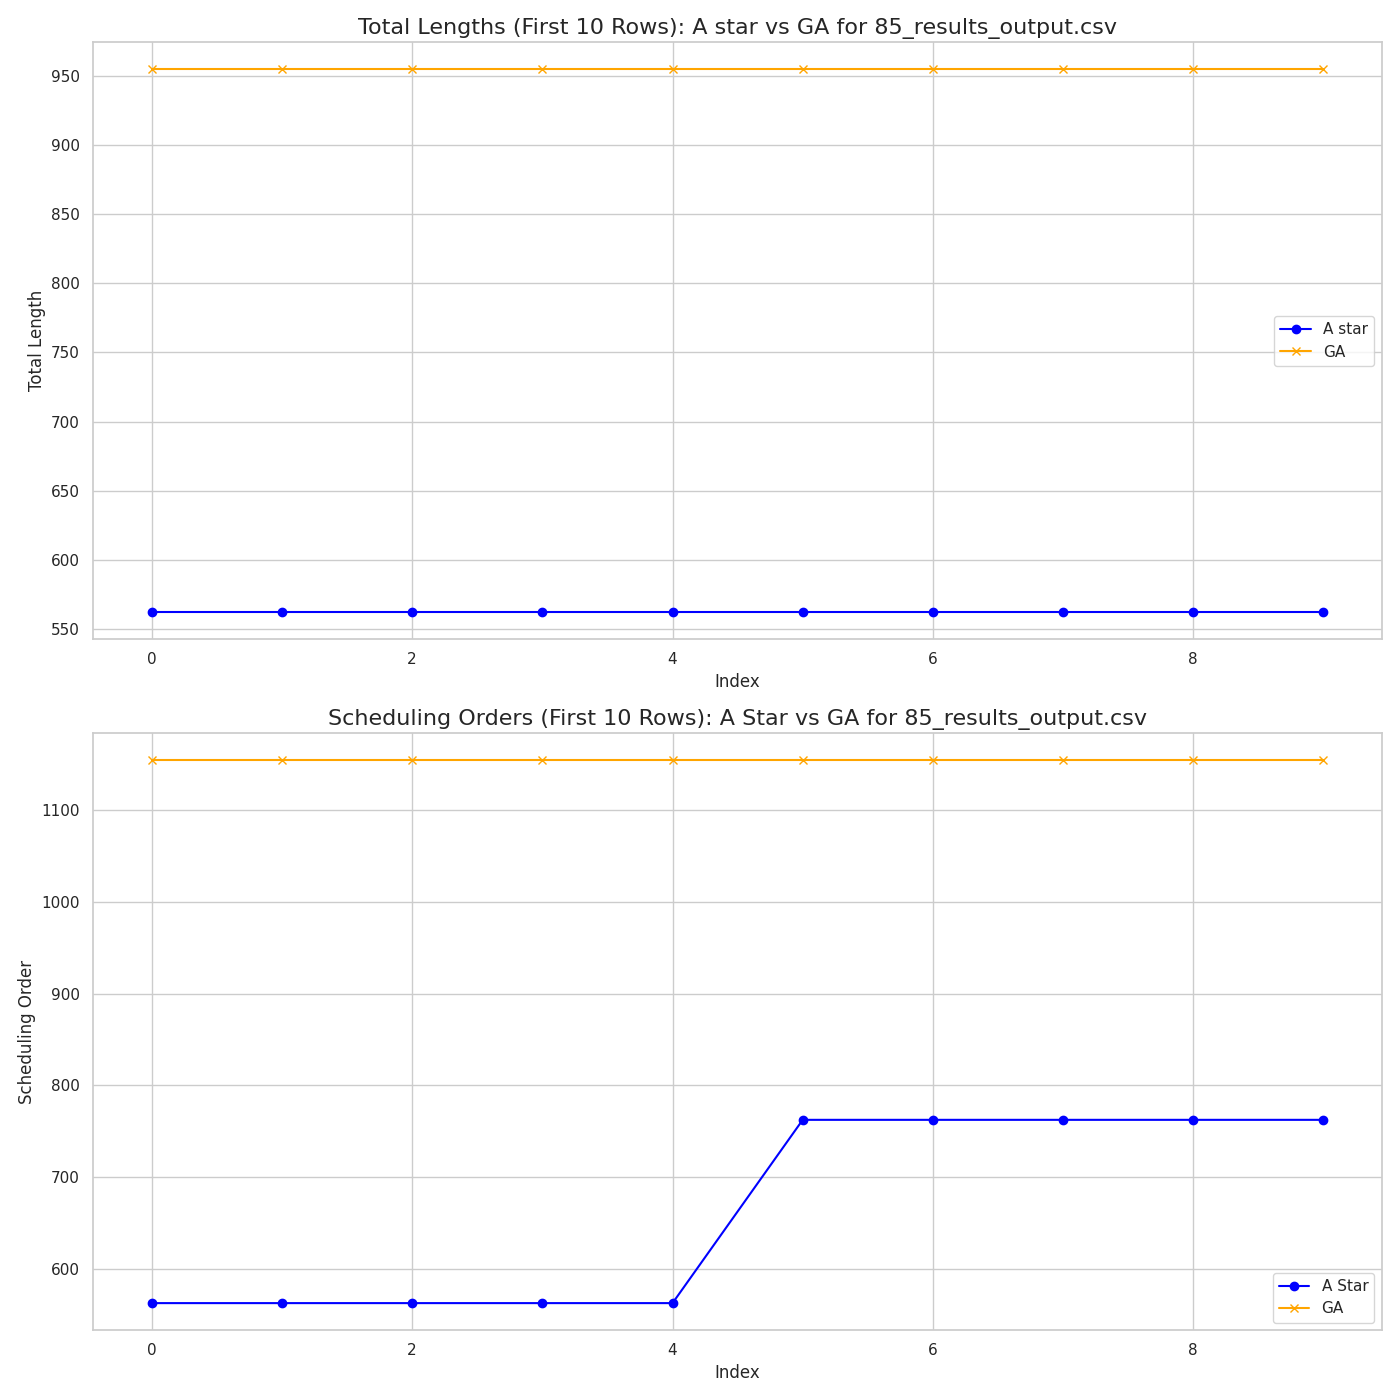 Total Lengths (First 10 Rows): A star vs GA for 85_results_output.csv
950
900
850
800
750
700
650
600
550
Total Length
A star
GA
0 2 4 6 8
Index
Scheduling Orders (First 10 Rows): A Star vs GA for 85_results_output.csv
1100
1000
900
800
700
600
Scheduling Order
A Star
GA
0 2 4 6 8
Index